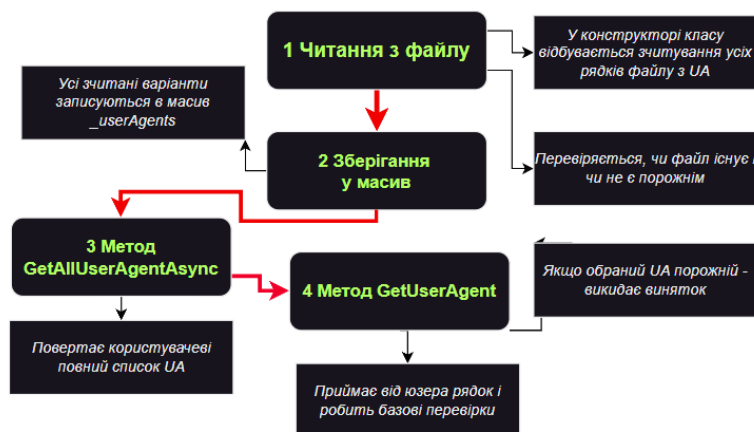 1 Читання з файлу
У конструкторі класу
відбувається зчитування усіх
рядків файлу з UA
Усі зчитані варіанти
записуються в масив
_userAgents
2 Зберігання
у масив
Перевіряється, чи файл існує і
чи не є порожнім
3 Метод
GetAllUserAgentAsync
4 Метод GetUserAgent
Якщо обраний UA порожній -
викидає виняток
Повертає користувачеві
повний список UA
Приймає від юзера рядок і
робить базові перевірки